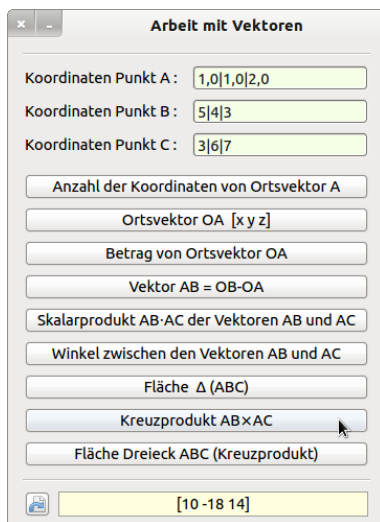 Arbeit mit Vektoren
Koordinaten Punkt A : 1,0|1,0|2,0
Koordinaten Punkt B : 5|4|3
Koordinaten Punkt C : 3|6|7
Anzahl der Koordinaten von Ortsvektor A
Ortsvektor OA [x y z]
Betrag von Ortsvektor OA
Vektor AB = OB-OA
Skalarprodukt AB·AC der Vektoren AB und AC
Winkel zwischen den Vektoren AB und AC
Fläche Δ (ABC)
Kreuzprodukt AB×AC
Fläche Dreieck ABC (Kreuzprodukt)
[10 -18 14]